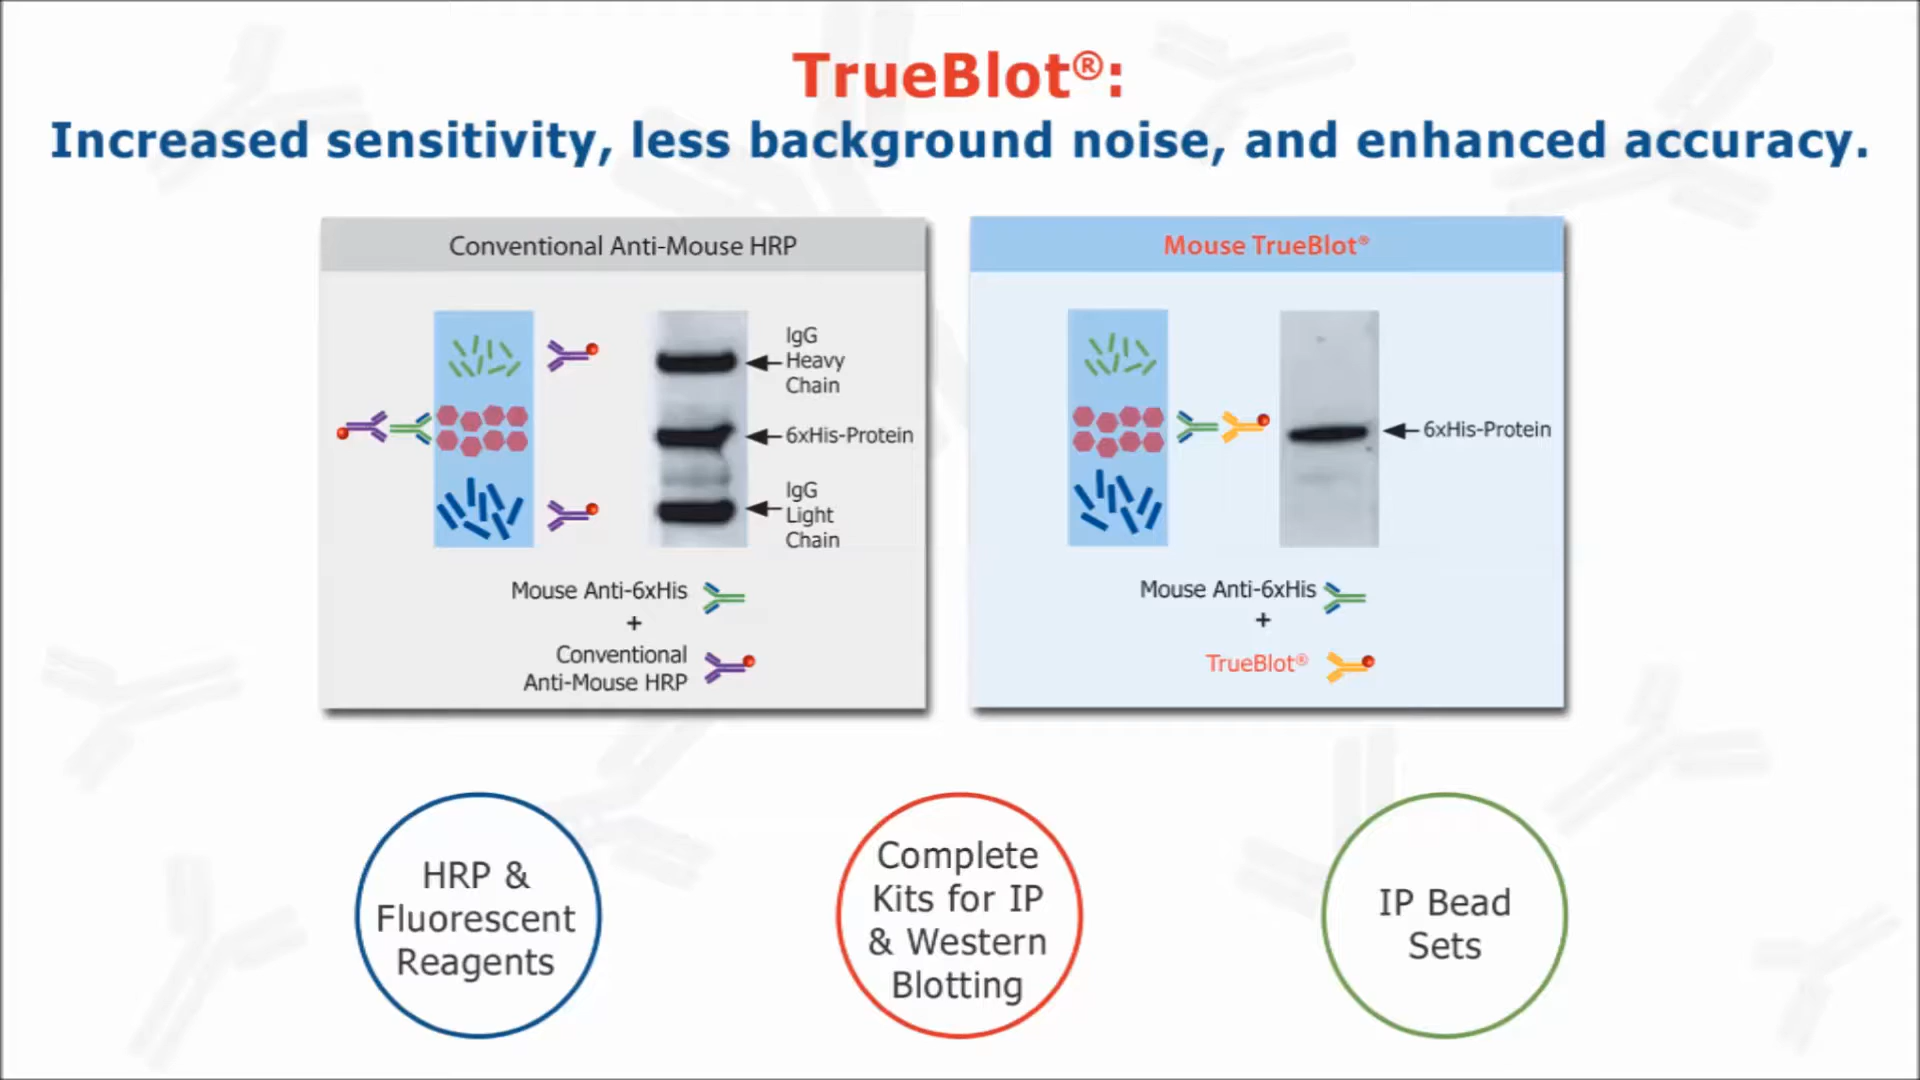 TrueBlot®:
Increased sensitivity, less background noise, and enhanced accuracy.
Conventional Anti-Mouse HRP
IgG
Heavy
Chain
6xHis-Protein
IgG
Light
Chain
Mouse Anti-6xHis
+
Conventional
Anti-Mouse HRP
Mouse TrueBlot®
6xHis-Protein
Mouse Anti-6xHis
+
TrueBlot®
HRP &
Fluorescent
Reagents
Complete
Kits for IP
& Western
Blotting
IP Bead
Sets